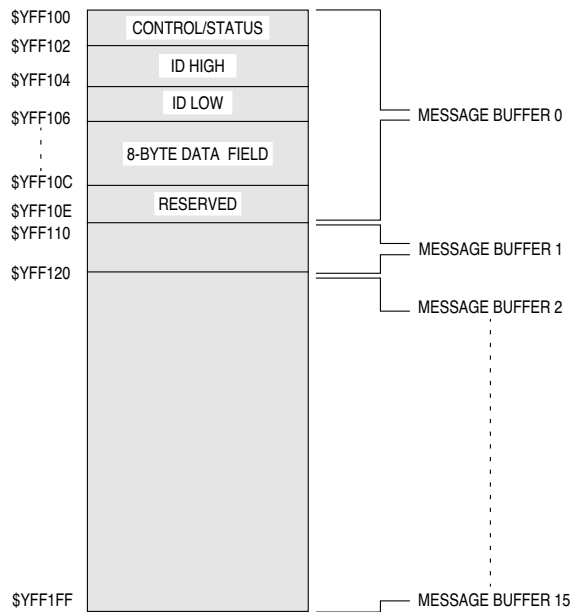 $YFF100
CONTROL/STATUS
$YFF102
ID HIGH
$YFF104
ID LOW
$YFF106
MESSAGE BUFFER 0
8-BYTE DATA FIELD
$YFF10C
RESERVED
$YFF10E
$YFF110
MESSAGE BUFFER 1
$YFF120
MESSAGE BUFFER 2
$YFF1FF
MESSAGE BUFFER 15